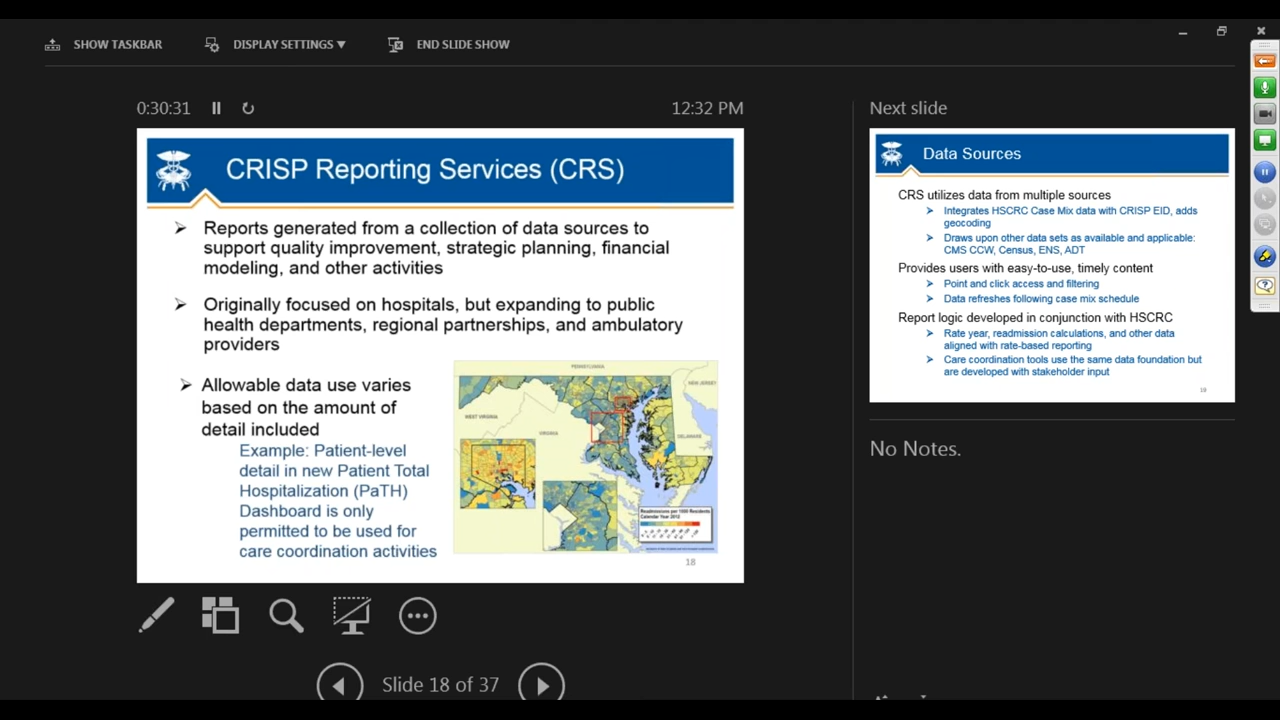 SHOW TASKBAR
DISPLAY SETTINGS ▼
END SLIDE SHOW
0:30:31
12:32 PM
CRISP Reporting Services (CRS)
Reports generated from a collection of data sources to
support quality improvement, strategic planning, financial
modeling, and other activities
Originally focused on hospitals, but expanding to public
health departments, regional partnerships, and ambulatory
providers
Allowable data use varies
based on the amount of
detail included
Example: Patient-level
detail in new Patient Total
Hospitalization (PaTH)
Dashboard is only
permitted to be used for
care coordination activities
PENNSYLVANIA
NEW JERSEY
WEST VIRGINIA
VIRGINIA
DELAWARE
Readmissions per 1000 Residents
Calendar Year 2012
18
Slide 18 of 37
Next slide
Data Sources
CRS utilizes data from multiple sources
Integrates HSCRC Case Mix data with CRISP EID, adds
geocoding
Draws upon other data sets as available and applicable:
CMS CCW, Census, ENS, ADT
Provides users with easy-to-use, timely content
Point and click access and filtering
Data refreshes following case mix schedule
Report logic developed in conjunction with HSCRC
Rate year, readmission calculations, and other data
aligned with rate-based reporting
Care coordination tools use the same data foundation but
are developed with stakeholder input
19
No Notes.